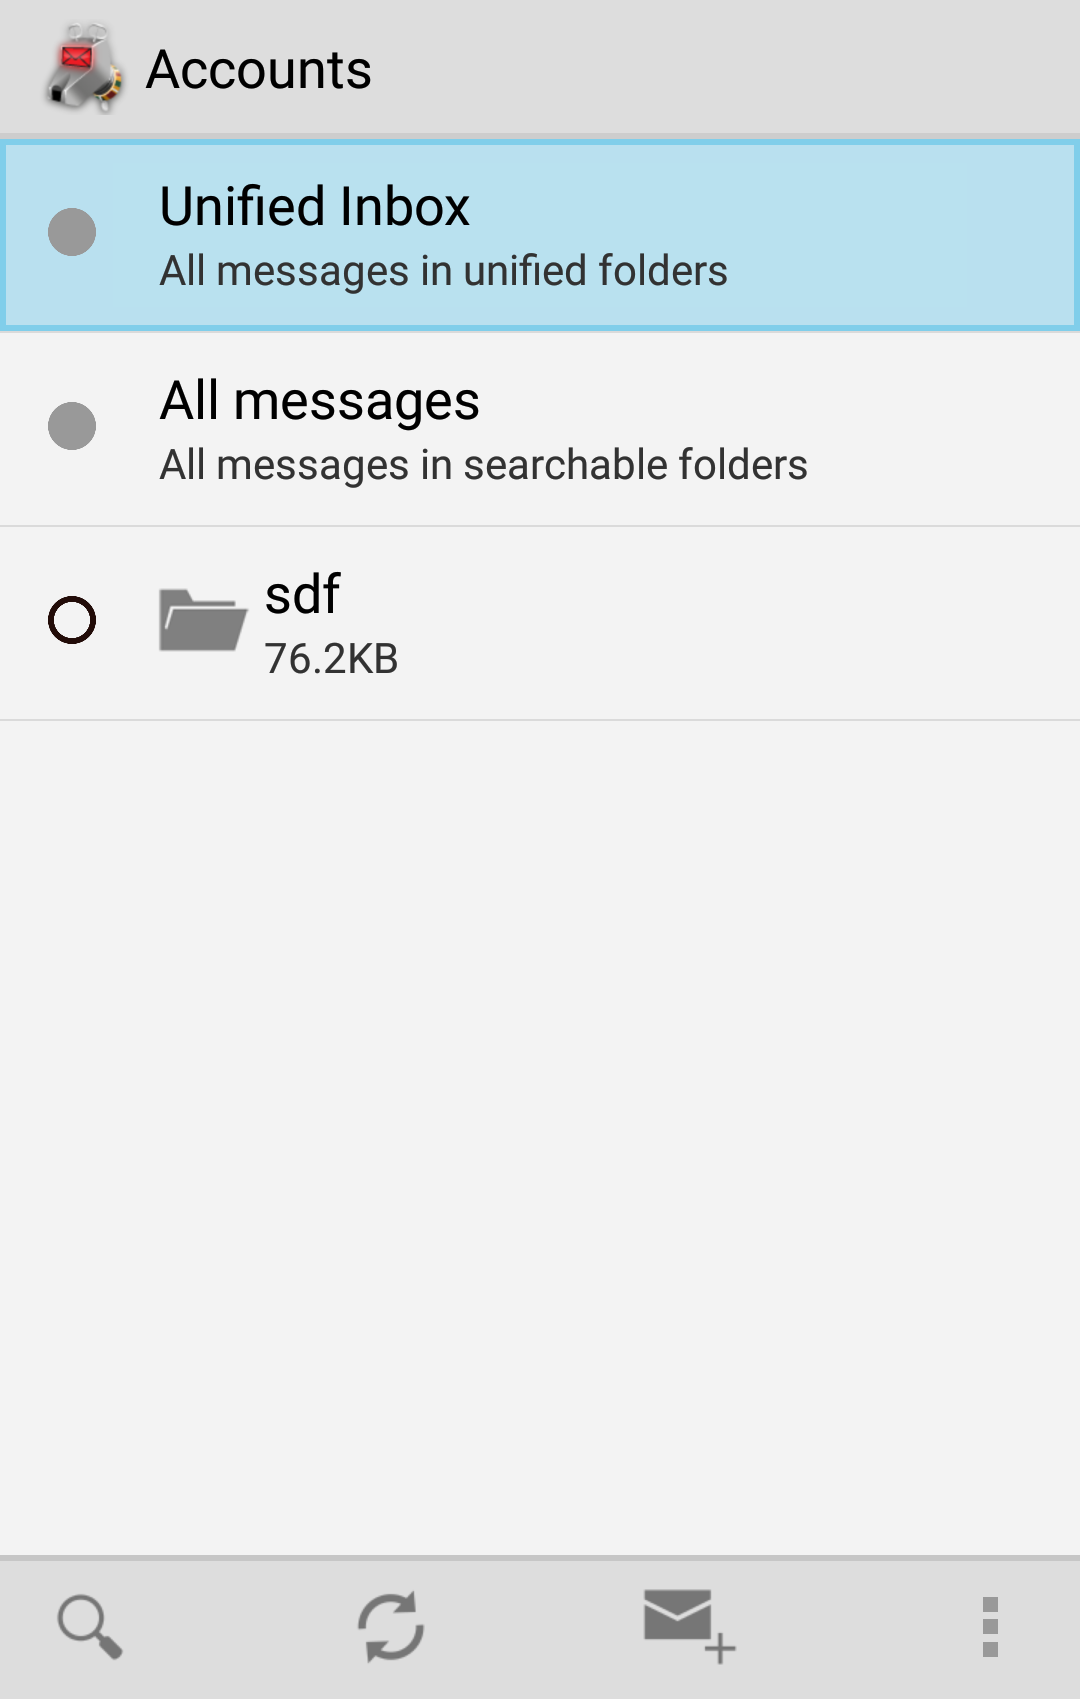 Accounts
Unified Inbox
All messages in unified folders
All messages
All messages in searchable folders
sdf
76.2KB